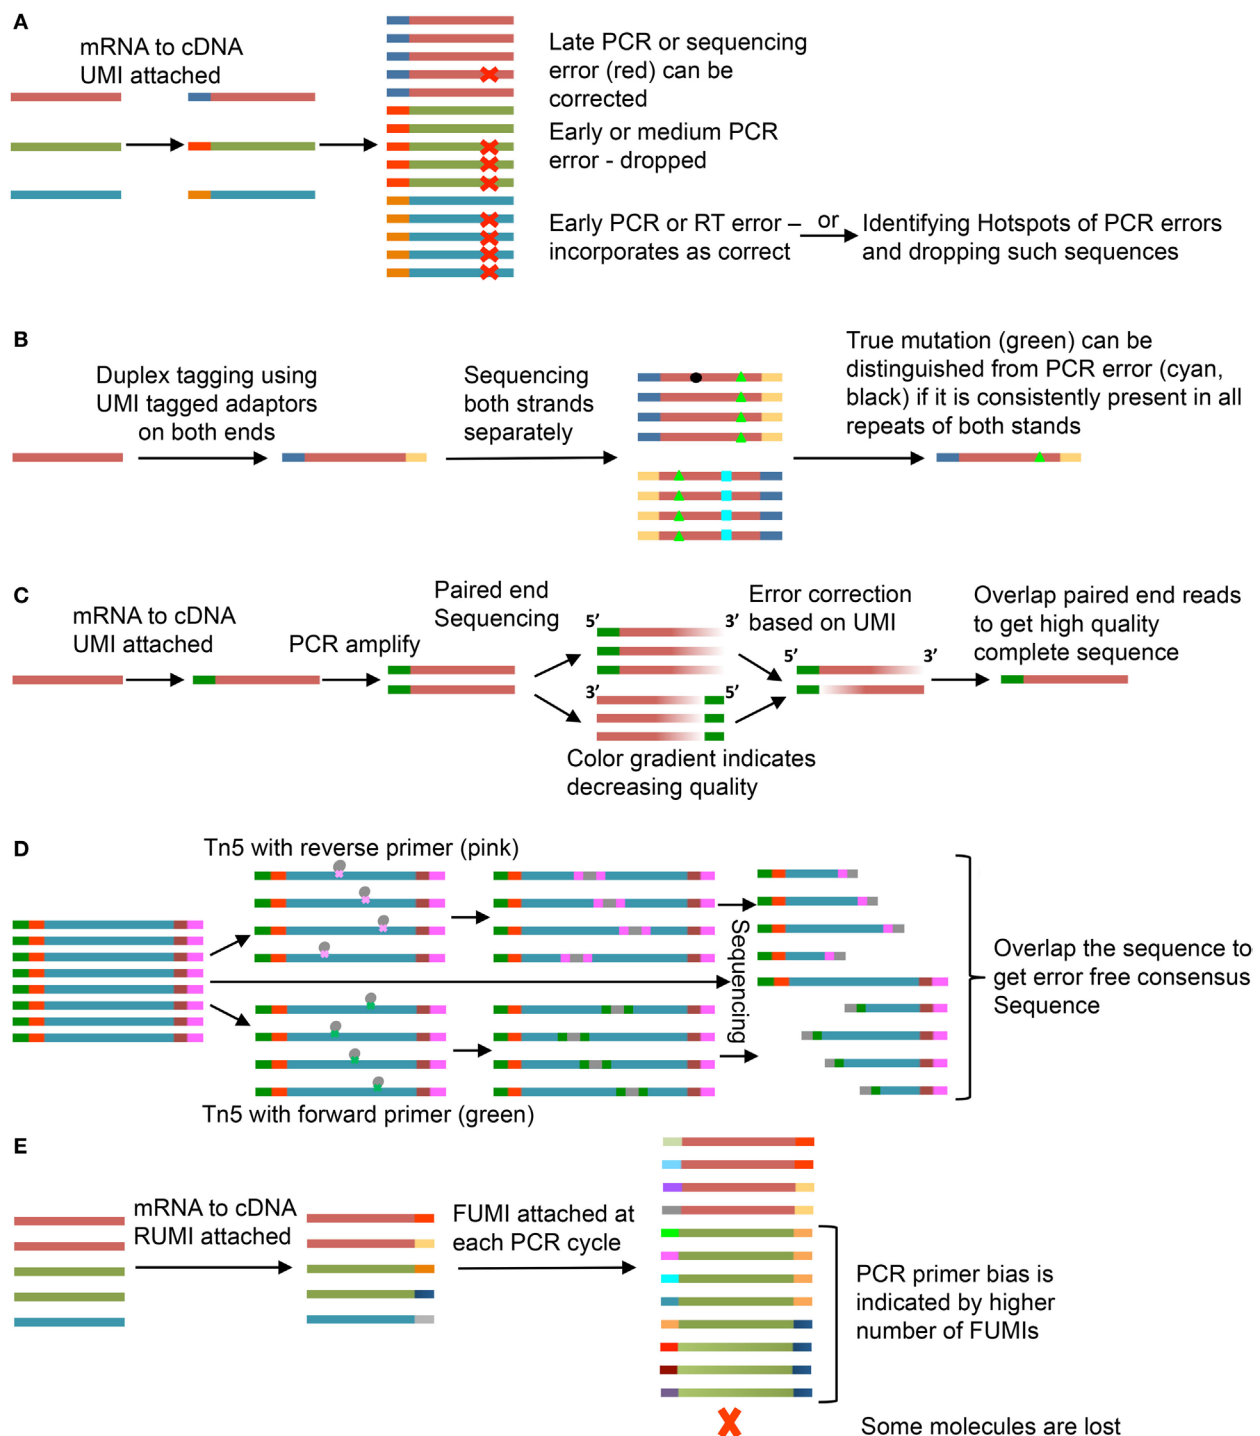 A
mRNA to cDNA
UMI attached
Late PCR or sequencing
error (red) can be
corrected
Early or medium PCR
error - dropped
Early PCR or RT error –
incorporates as correct
or
Identifying Hotspots of PCR errors
and dropping such sequences
B
Duplex tagging using
UMI tagged adaptors
on both ends
Sequencing
both strands
separately
True mutation (green) can be
distinguished from PCR error (cyan,
black) if it is consistently present in all
repeats of both stands
C
mRNA to cDNA
UMI attached
PCR amplify
Paired end
Sequencing
5’
3’
3’
5’
Color gradient indicates
decreasing quality
Error correction
based on UMI
5’
3’
Overlap paired end reads
to get high quality
complete sequence
D
Tn5 with reverse primer (pink)
Tn5 with forward primer (green)
Sequencing
Overlap the sequence to
get error free consensus
Sequence
E
mRNA to cDNA
RUMI attached
FUMI attached at
each PCR cycle
PCR primer bias is
indicated by higher
number of FUMIs
Some molecules are lost